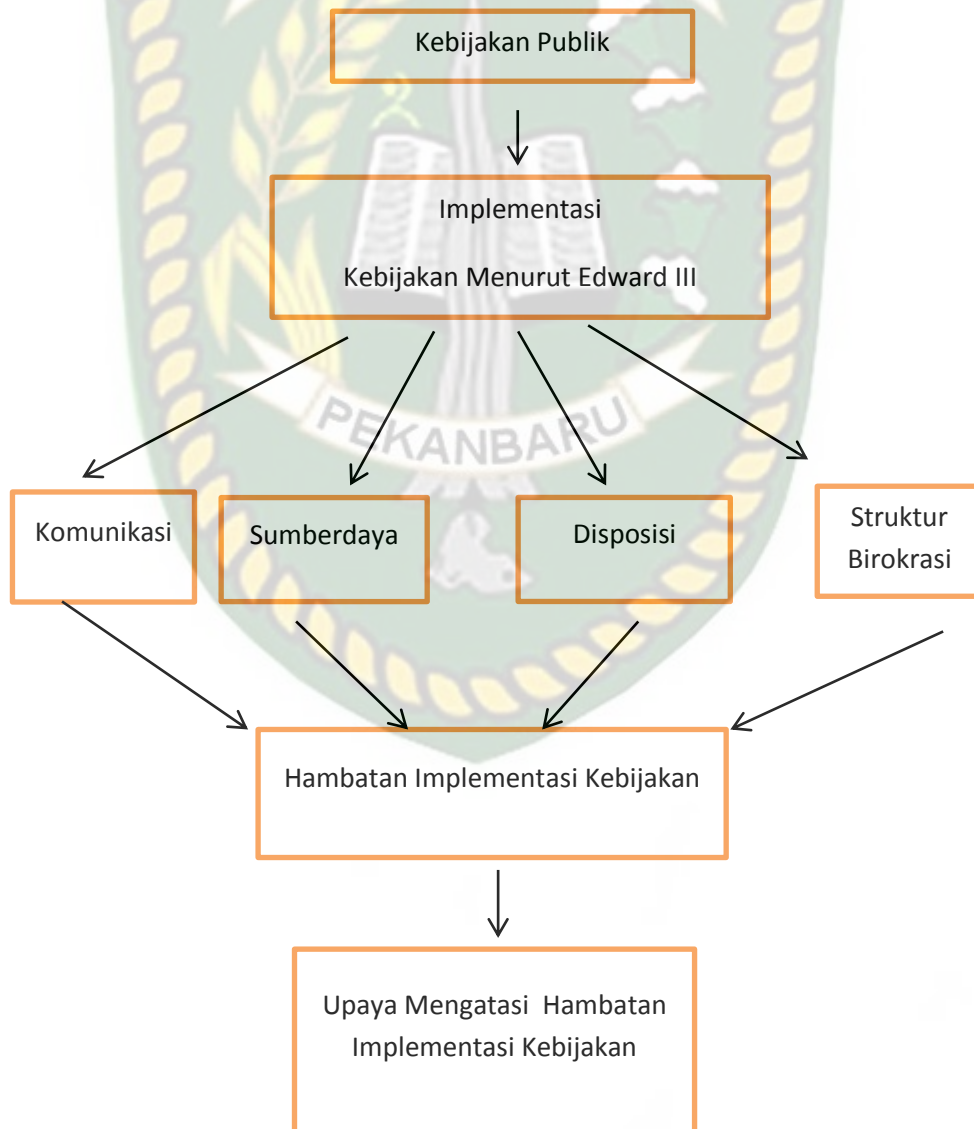 Kebijakan Publik
Implementasi
Kebijakan Menurut Edward III
PEKANBARU
Komunikasi
Sumberdaya
Disposisi
Struktur
Birokrasi
Hambatan Implementasi Kebijakan
Upaya Mengatasi Hambatan
Implementasi Kebijakan